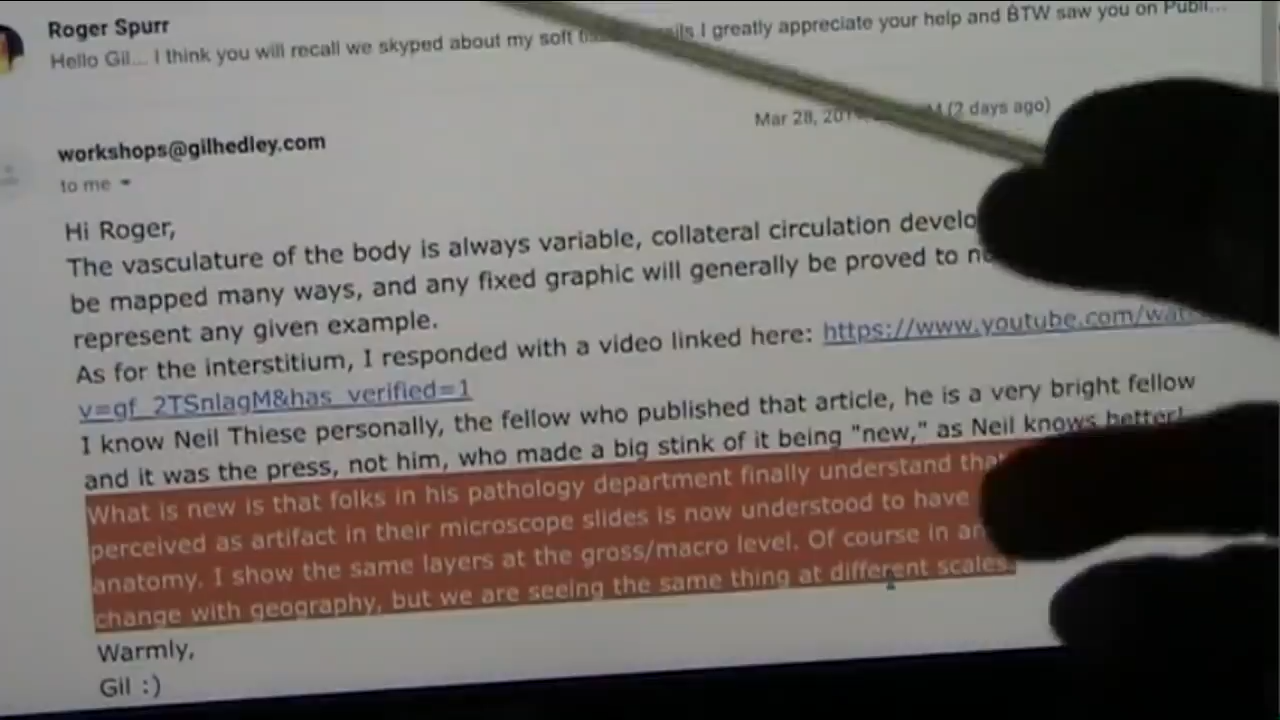 Roger Spurr
Hello Gil... I think you will recall we skyped about my soft I greatly appreciate your help and BTW saw you on Publi...
Mar 28, (2 days ago)
workshops@gilhedley.com
to me
Hi Roger,
The vasculature of the body is always variable, collateral circulation
be mapped many ways, and any fixed graphic will generally be proved to
represent any given example.
As for the interstitium, I responded with a video linked here: https://www.youtube.com/
v=gf_2TSnlagM&has_verified=1
I know Neil Thiese personally, the fellow who published that article, he is a very bright fellow
and it was the press, not him, who made a big stink of it being "new," as Neil knows better!
What is new is that folks in his pathology department finally understand that
perceived as artifact in their microscope slides is now understood to have
anatomy. I show the same layers at the gross/macro level. Of course in
change with geography, but we are seeing the same thing at different scales.
Warmly,
Gil :)